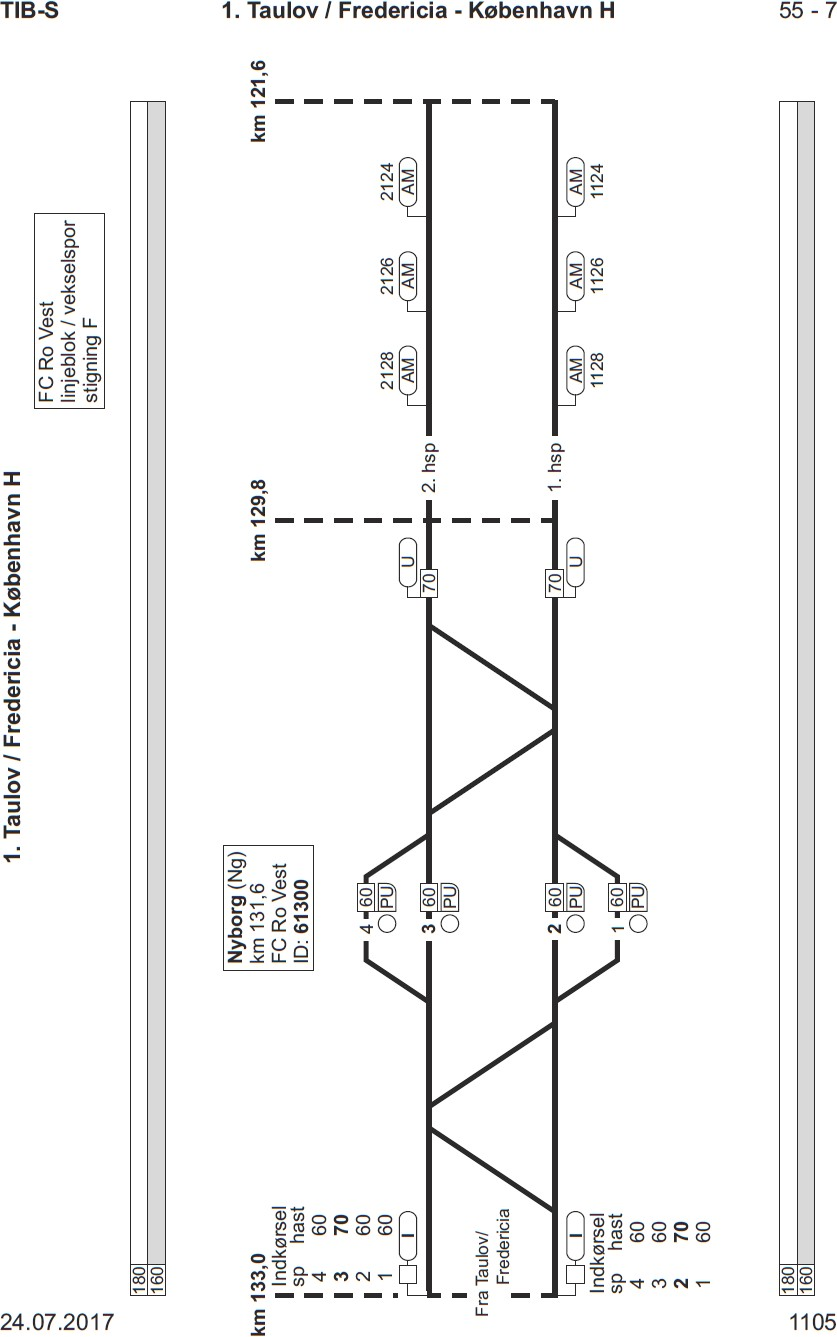 TIB-S
1. Taulov / Fredericia - København H
55 - 7
1. Taulov / Fredericia - København H
FC Ro Vest
linjeblok / vekselspor
stigning F
180
160
km 133,0
km 129,8
km 121,6
Nyborg (Ng)
km 131,6
FC Ro Vest
ID: 61300
Indkørsel
sp hast
4 60
3 70
2 60
1 60
I
4
60
PU
3
60
PU
70
U
2. hsp
2128
AM
2126
AM
2124
AM
Fra Taulov/
Fredericia
2
60
PU
70
U
1. hsp
AM
1128
AM
1126
AM
1124
1
60
PU
I
Indkørsel
sp hast
4 60
3 60
2 70
1 60
180
160
24.07.2017
1105